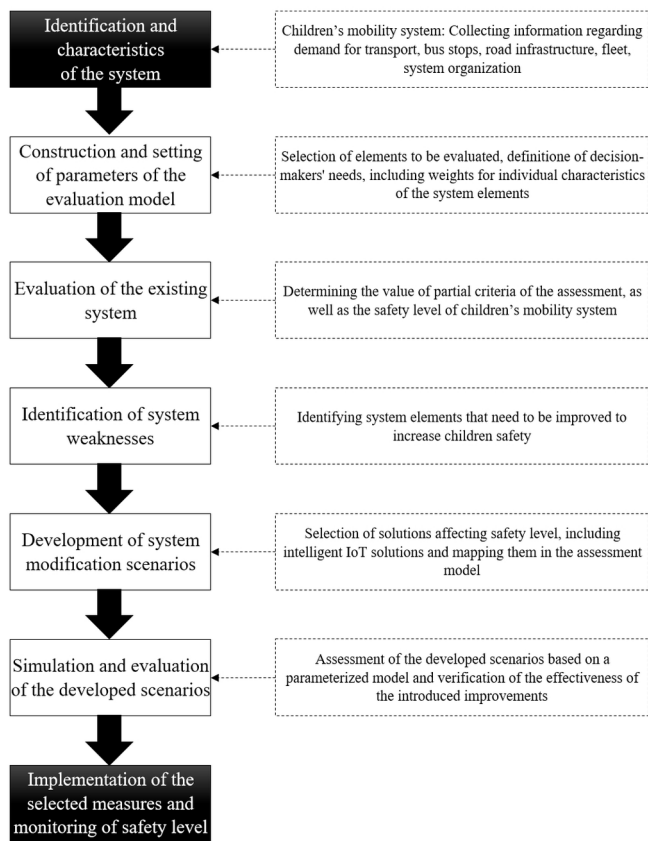 Identification and
characteristics
of the system
Children's mobility system: Collecting information regarding
demand for transport, bus stops, road infrastructure, fleet,
system organization
Construction and setting
of parameters of the
evaluation model
Selection of elements to be evaluated, definitione of decision-
makers' needs, including weights for individual characteristics
of the system elements
Evaluation of the existing
system
Determining the value of partial criteria of the assessment, as
well as the safety level of children's mobility system
Identification of system
weaknesses
Identifying system elements that need to be improved to
increase children safety
Development of system
modification scenarios
Selection of solutions affecting safety level, including
intelligent IoT solutions and mapping them in the assessment
model
Simulation and evaluation
of the developed scenarios
Assessment of the developed scenarios based on a
parameterized model and verification of the effectiveness of
the introduced improvements
Implementation of the
selected measures and
monitoring of safety level